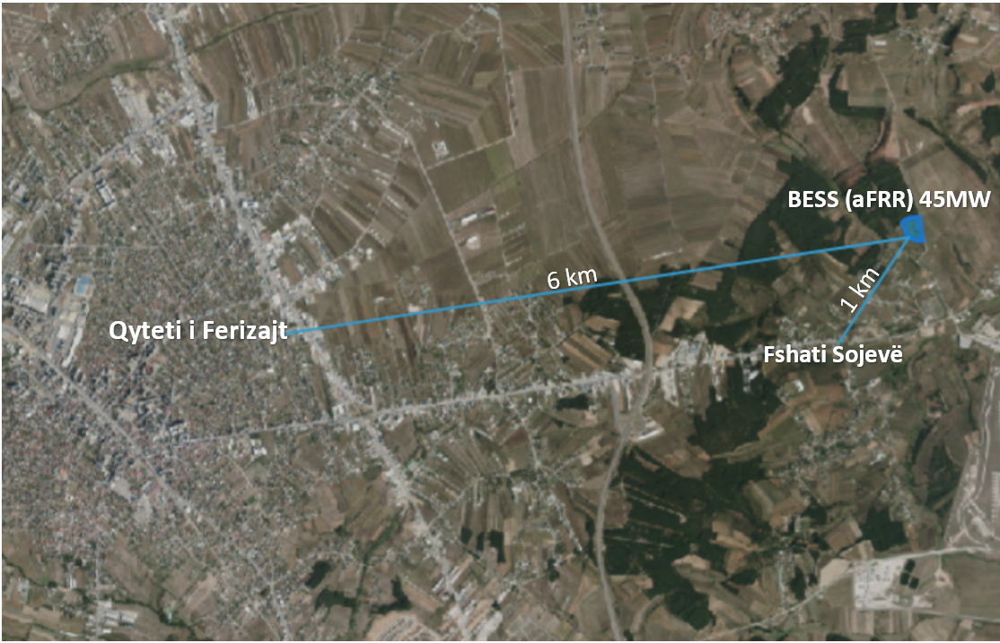 BESS (aFRR) 45MW
6 km
1 km
Qyteti i Ferizajt
Fshati Sojevë